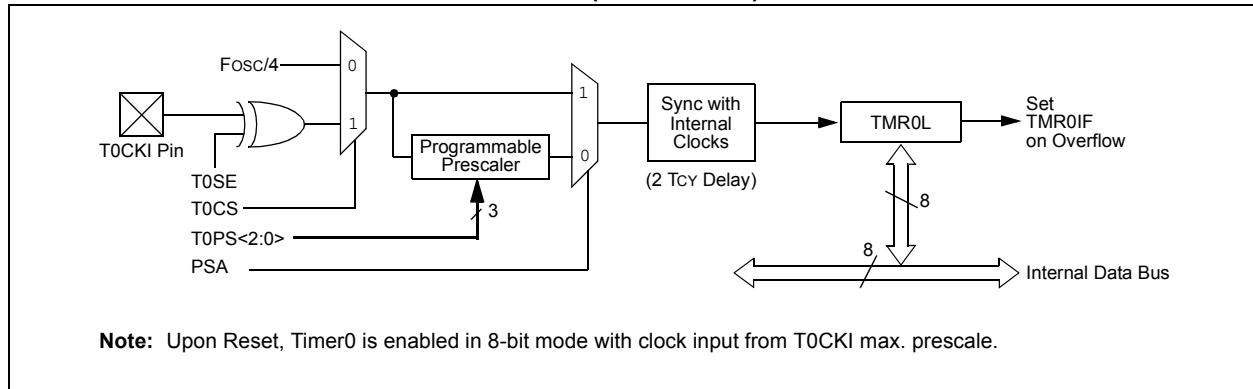 FOSC/4
0
1
T0CKI Pin
T0SE
T0CS
T0PS<2:0>
PSA
Programmable
Prescaler
3
1
0
Sync with
Internal
Clocks
(2 TCY Delay)
TMR0L
Set
TMR0IF
on Overflow
8
8
Internal Data Bus
Note: Upon Reset, Timer0 is enabled in 8-bit mode with clock input from T0CKI max. prescale.